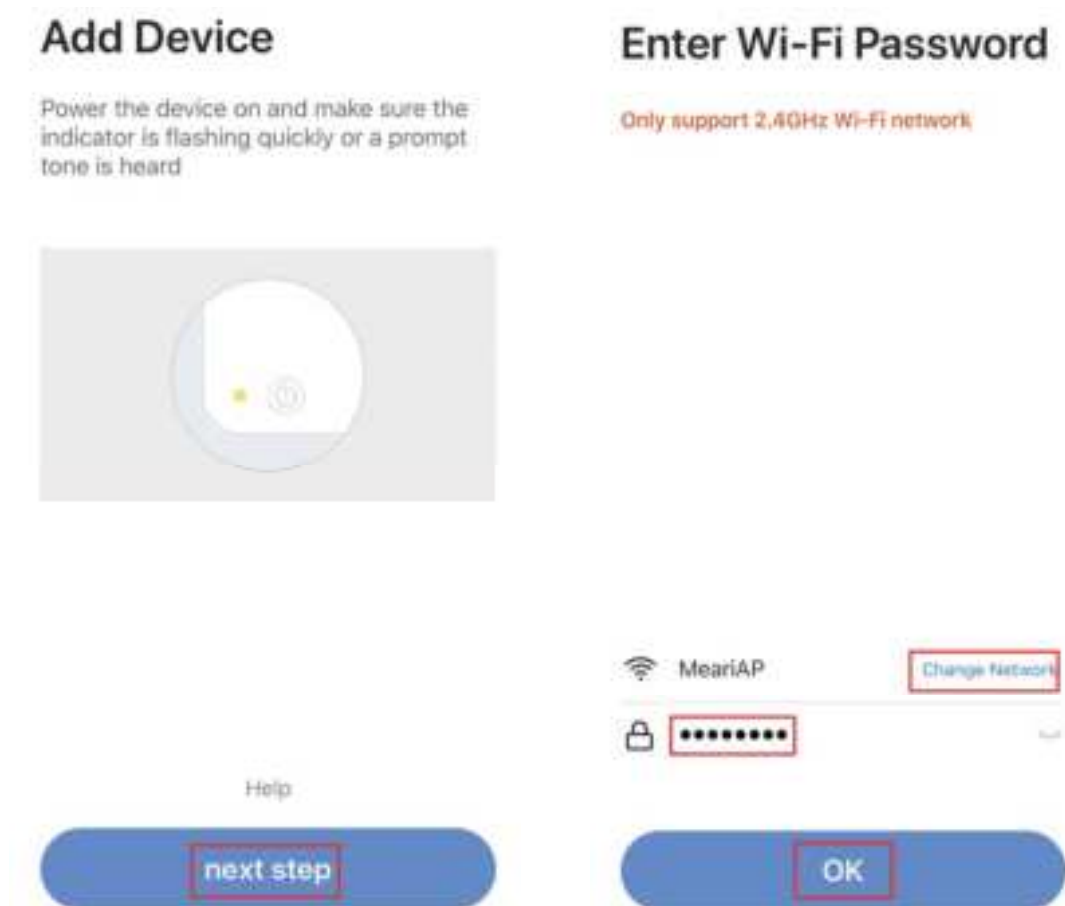 Add Device
Power the device on and make sure the
indicator is flashing quickly or a prompt
tone is heard
Help
next step
Enter Wi-Fi Password
Only support 2.4GHz Wi-Fi network
MeariAP
Change Network
••••••••
OK